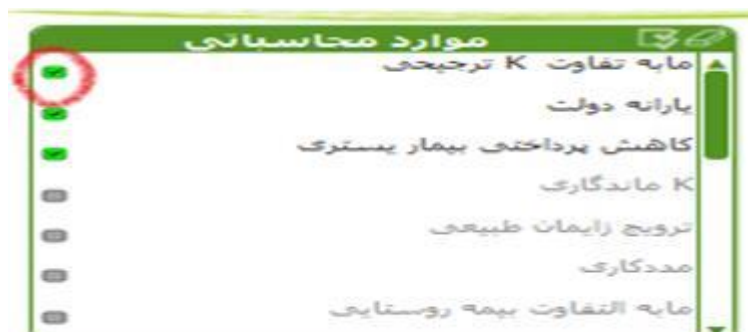 موارد محاسباتی
مابه تفاوت K ترجیحی
یارانه دولت
کاهش پرداختی بیمار بستری
K ماندگاری
ترویج زایمان طبیعی
مددکاری
مابه التفاوت بیمه روستایی